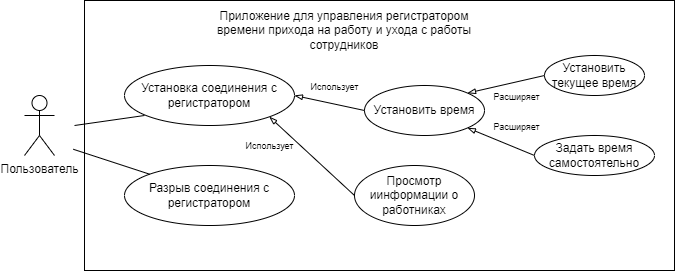 Приложение для управления регистратором
времени прихода на работу и ухода с работы
сотрудников
Установка соединения с
регистратором
Использует
Установить время
Расширяет
Установить
текущее время
Расширяет
Задать время
самостоятельно
Использует
Просмотр
иинформации о
работниках
Пользователь
Разрыв соединения с
регистратором